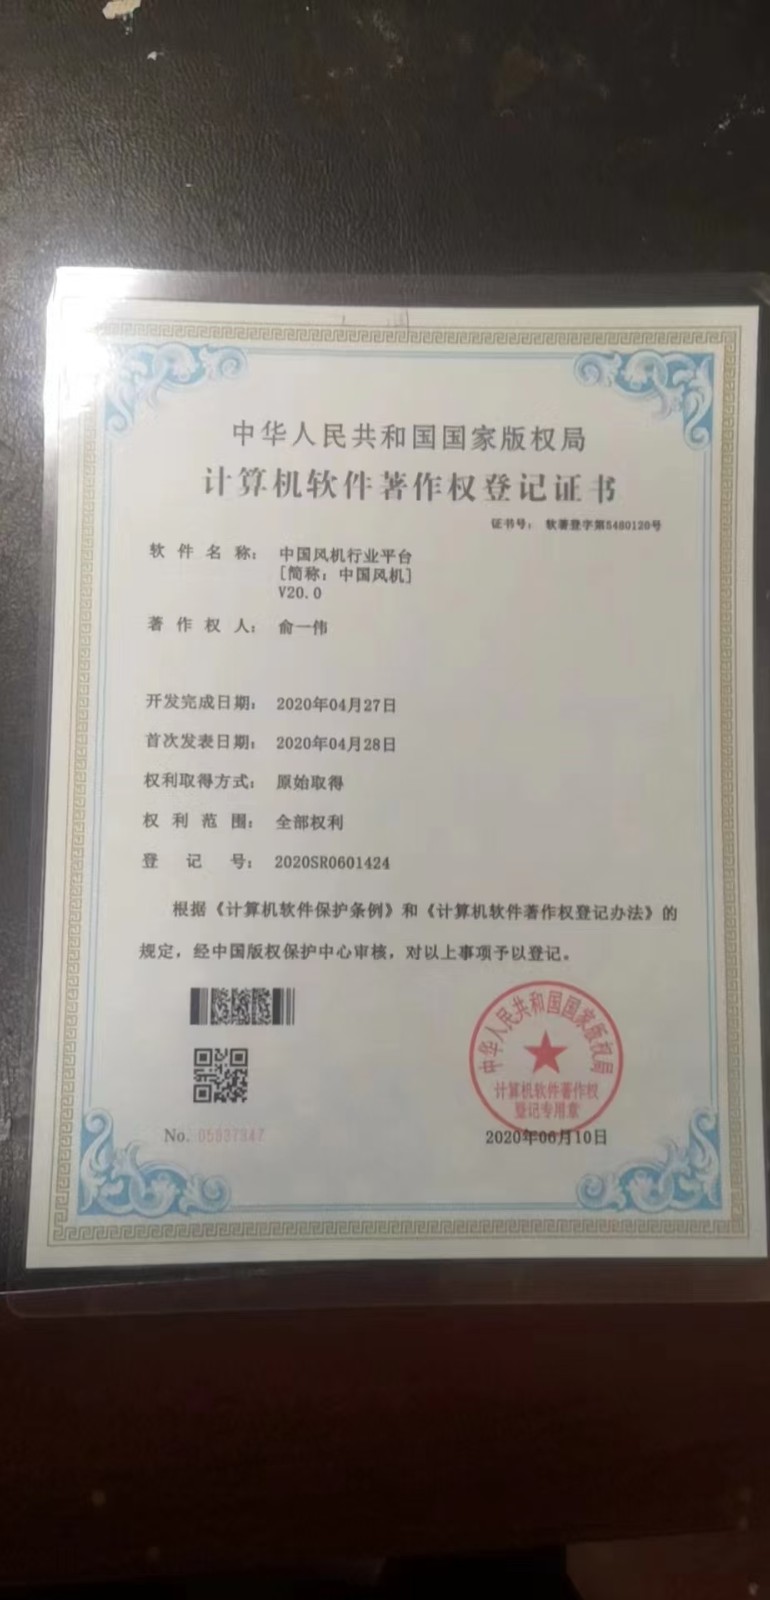 中华人民共和国国家版权局
计算机软件著作权登记证书
证书号： 软著登字第5480120号
软件名称： 中国风机行业平台
[简称：中国风机]
V20.0
著作权人： 俞一伟
开发完成日期： 2020年04月27日
首次发表日期： 2020年04月28日
权利取得方式： 原始取得
权利范围： 全部权利
登记号： 2020SR0601424
根据《计算机软件保护条例》和《计算机软件著作权登记办法》的
规定，经中国版权保护中心审核，对以上事项予以登记。
中华人民共和国国家版权局
计算机软件著作权
登记专用章
No.
2020年06月10日